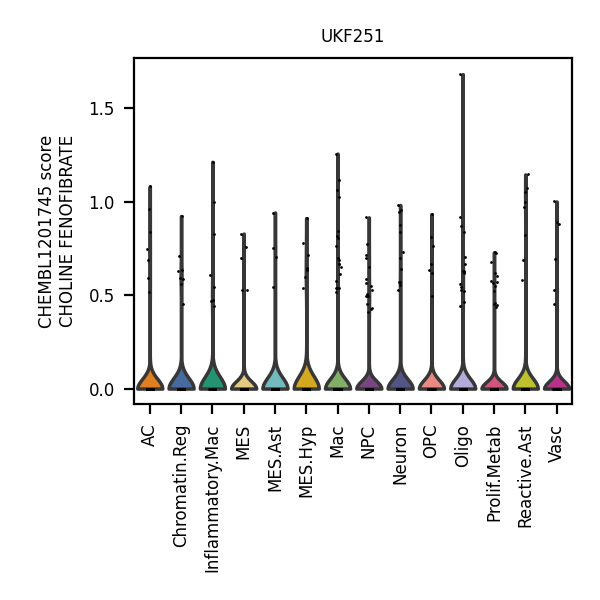 UKF251
CHEMBL1201745 score
CHOLINE FENOFIBRATE
1.5
1.0
0.5
0.0
AC
Chromatin.Reg
Inflammatory.Mac
MES
MES.Ast
MES.Hyp
Mac
NPC
Neuron
OPC
Oligo
Prolif.Metab
Reactive.Ast
Vasc